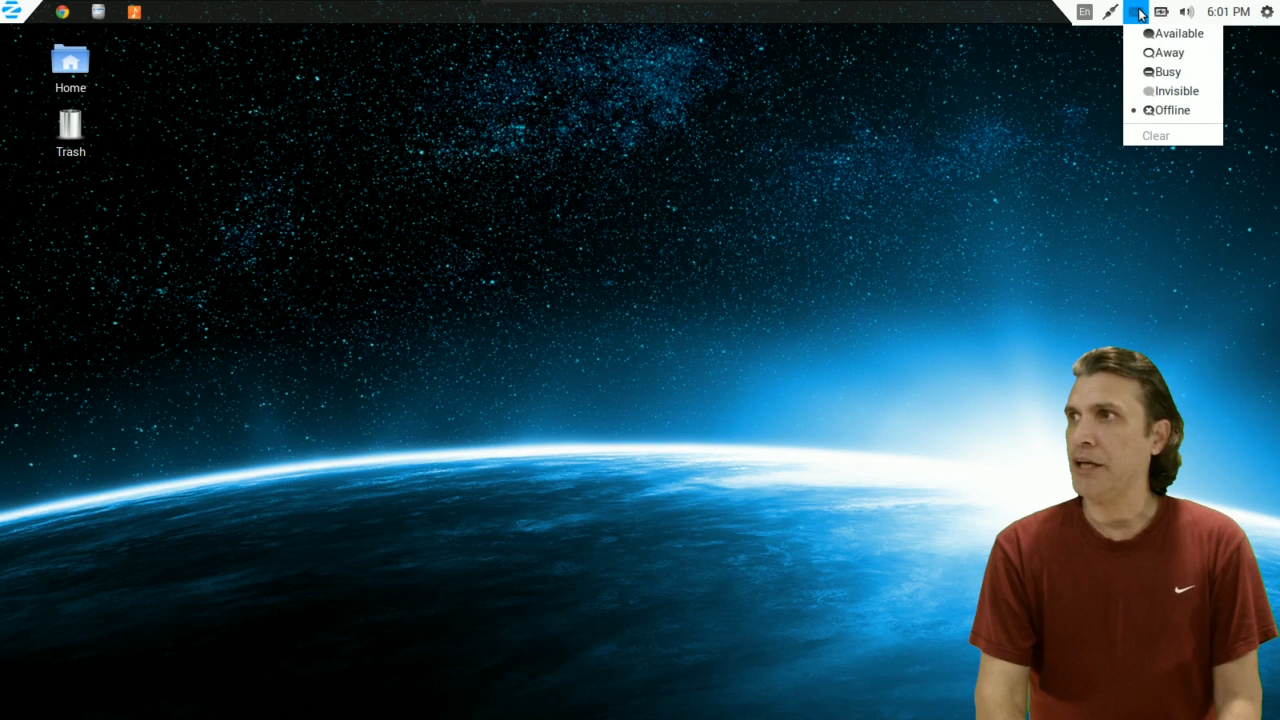 En
6:01 PM
Available
Away
Busy
Invisible
Offline
Clear
Home
Trash